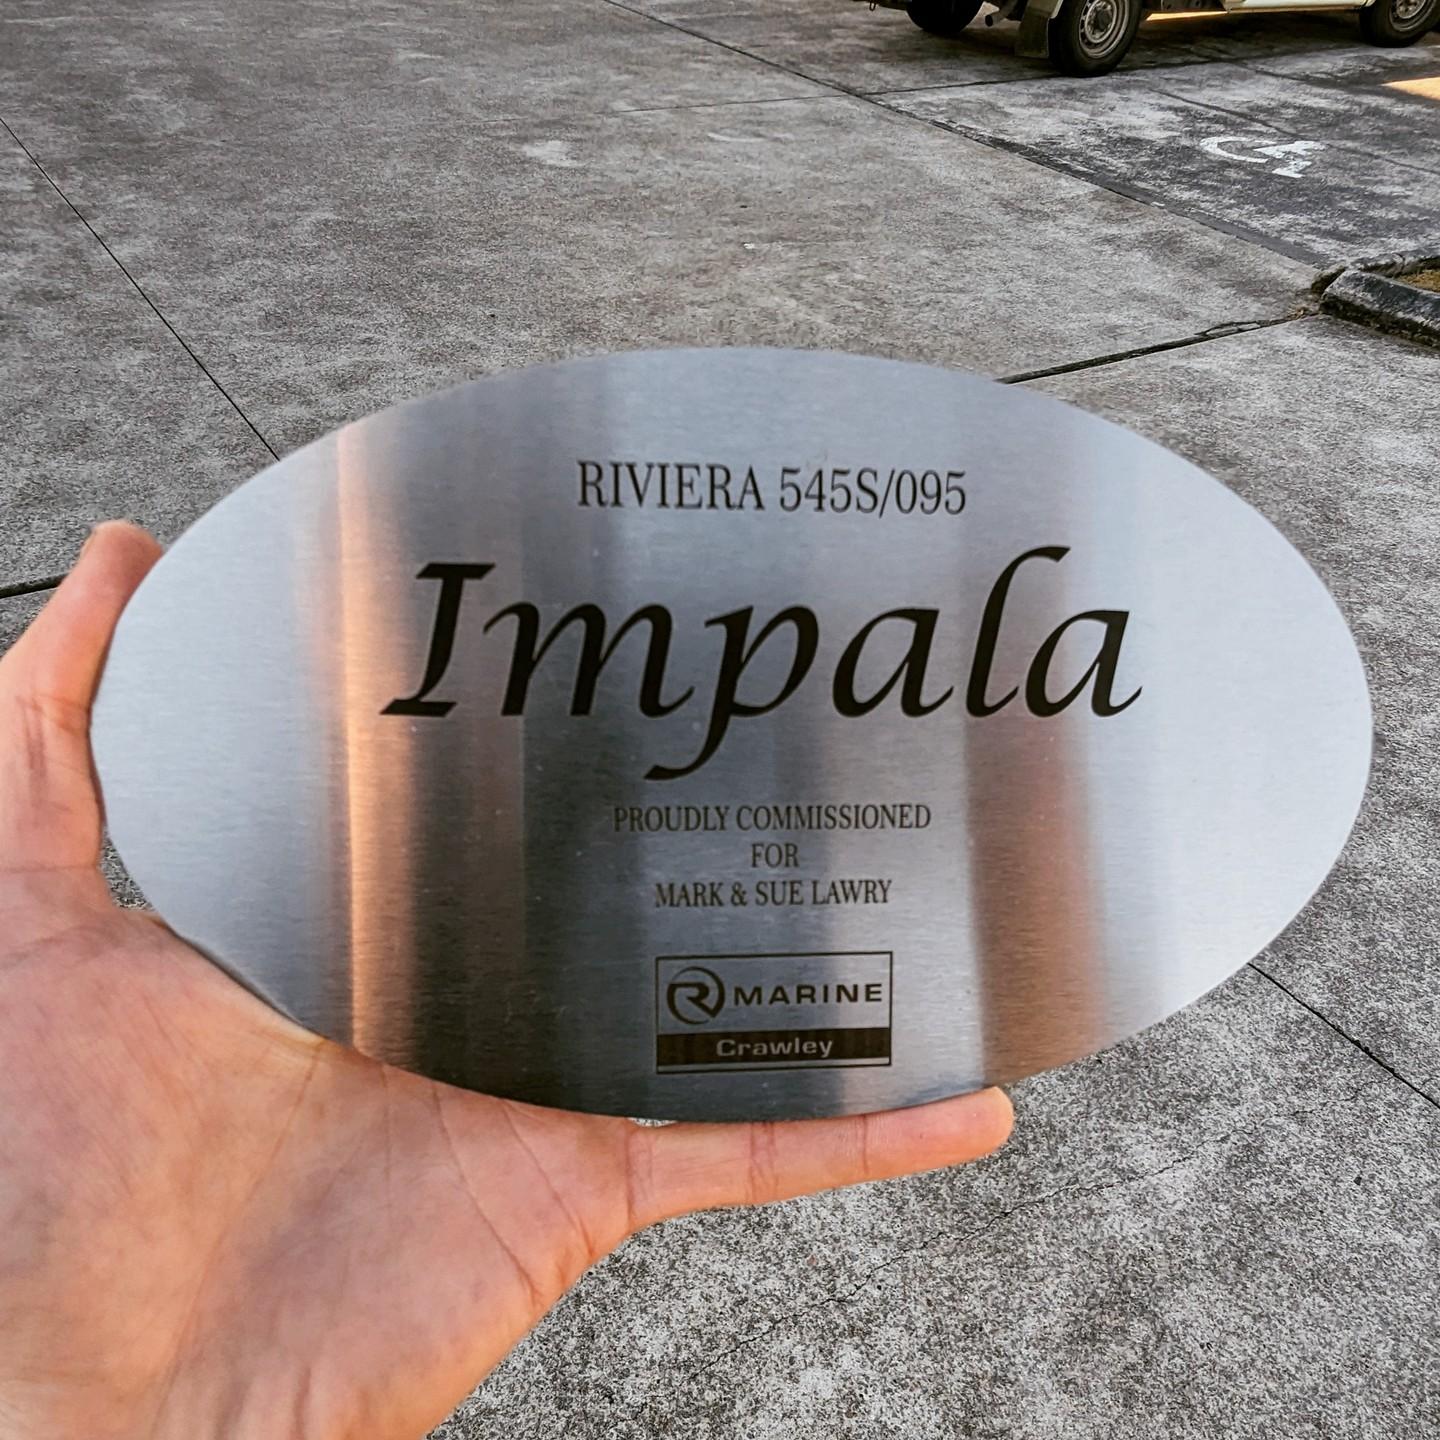 RIVIERA 545S/095
Impala
PROUDLY COMMISSIONED
FOR
MARK & SUE LAWRY
R MARINE
Crawley